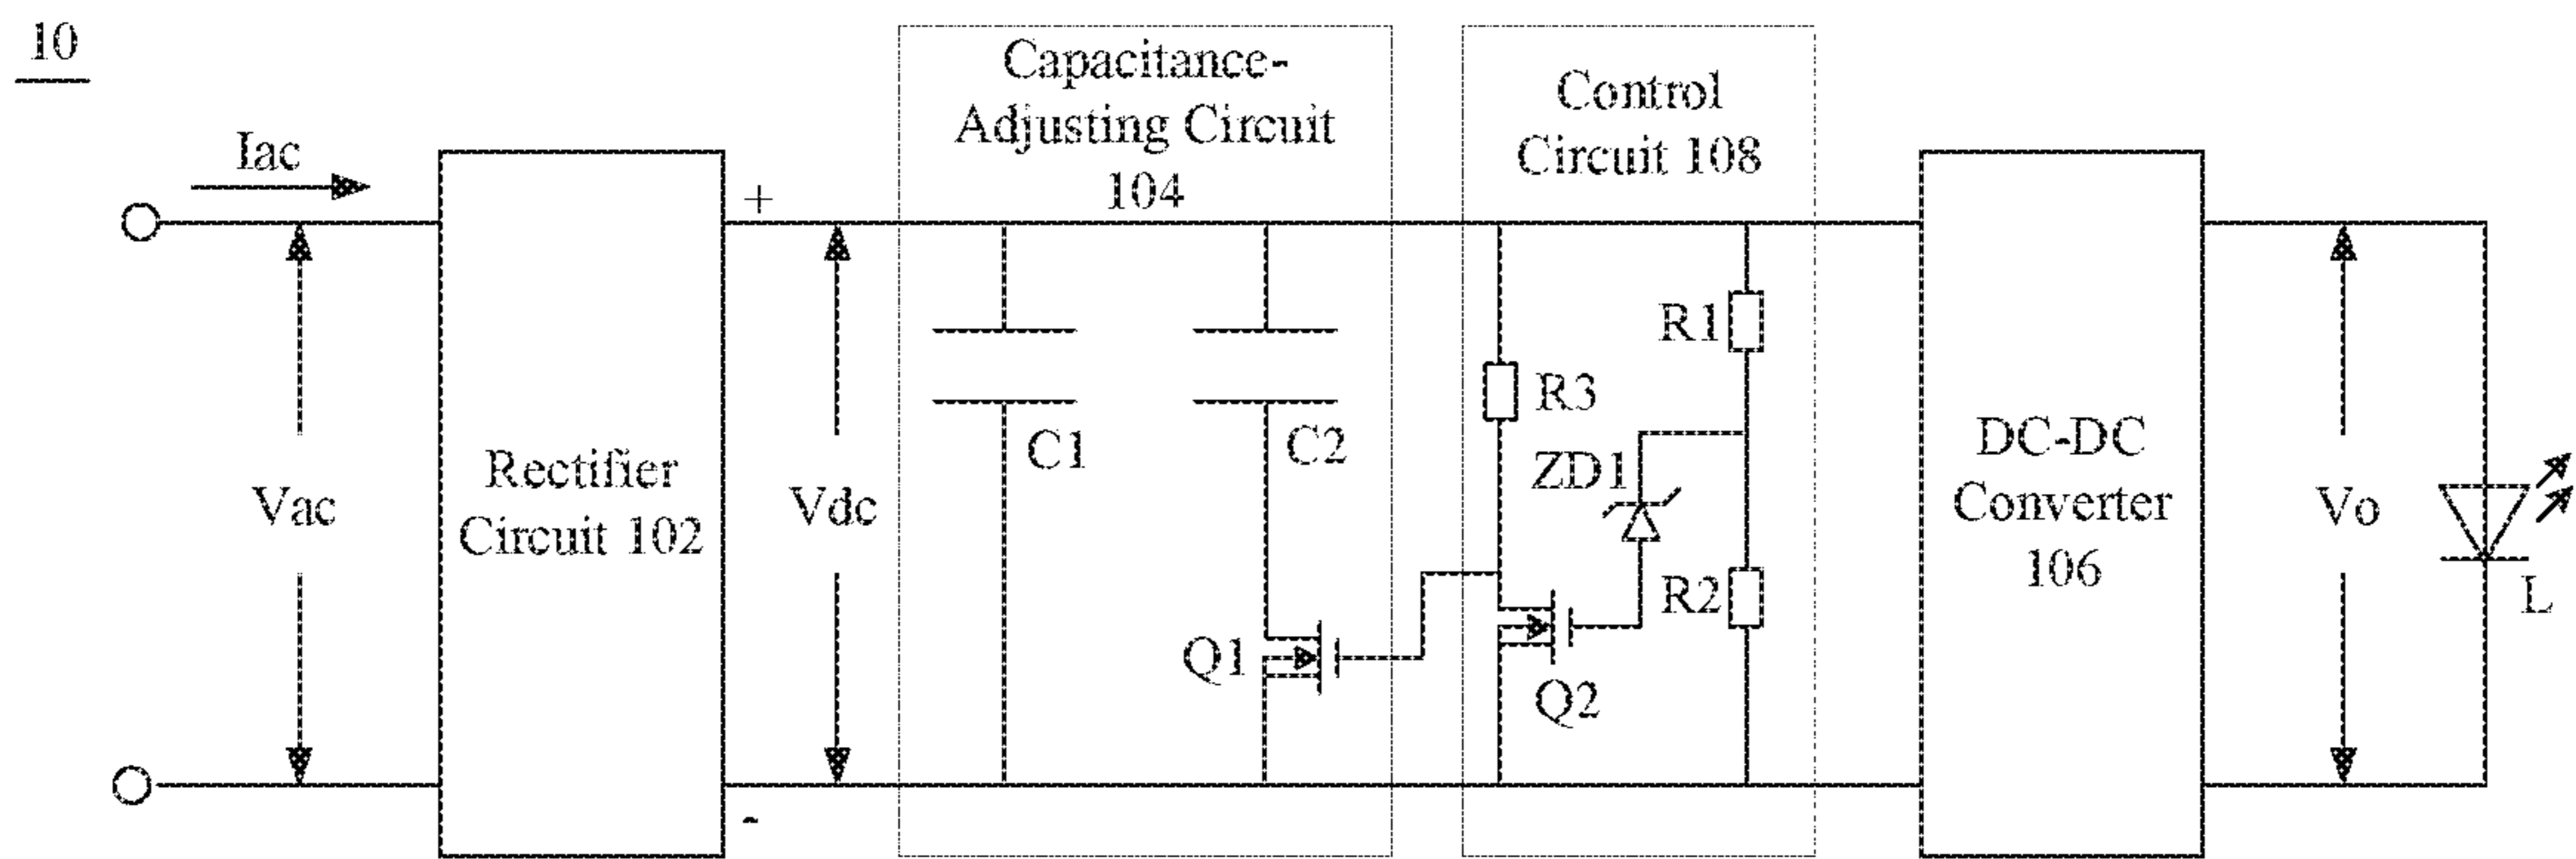 10
Iac
Vac
Rectifier
Circuit 102
+
-
Vdc
Capacitance-
Adjusting Circuit
104
C1
C2
Q1
Control
Circuit 108
R3
R1
ZD1
R2
Q2
DC-DC
Converter
106
Vo
L